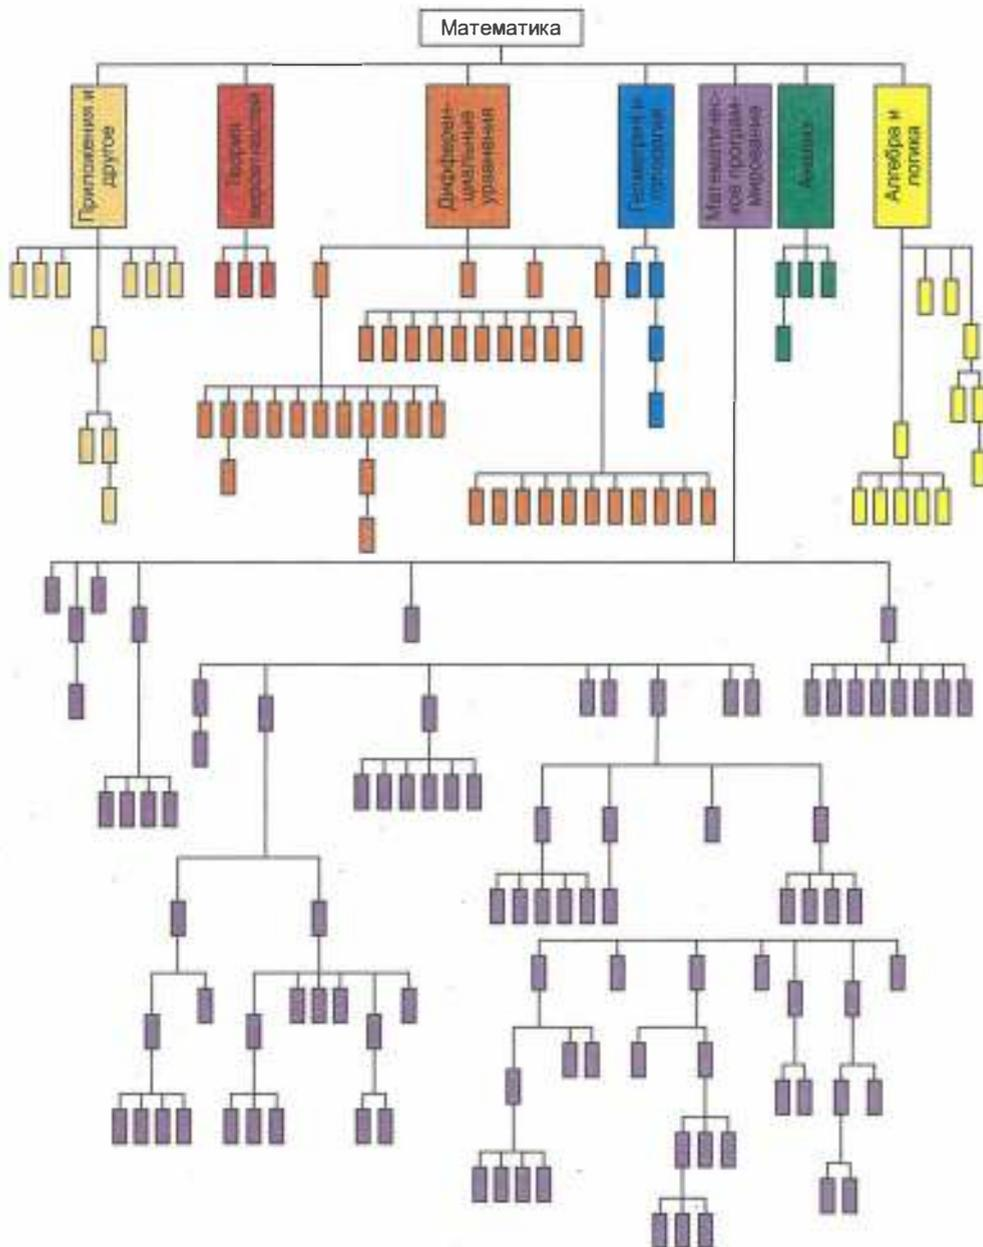 Математика
Приложения и
другое
Теория
вероятностей
Дифферен-
циальные
уравнения
Геометрия и
топология
Математичес-
кое програм-
мирование
Анализ
Алгебра и
логика